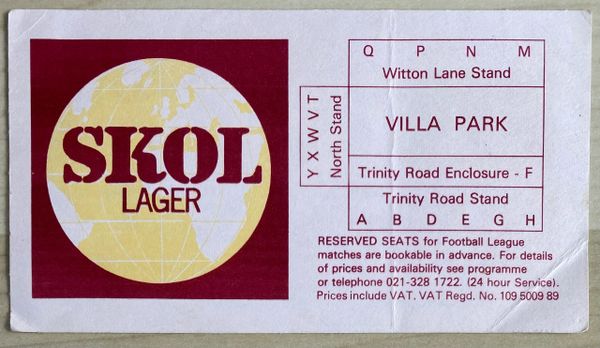 SKOL
LAGER
Q P N M
Witton Lane Stand
Y X W V T
North Stand
VILLA PARK
Trinity Road Enclosure - F
Trinity Road Stand
A B D E G H
RESERVED SEATS for Football League
matches are bookable in advance. For details
of prices and availability see programme
or telephone 021-328 1722. (24 hour Service).
Prices include VAT. VAT Regd. No. 109 5009 89